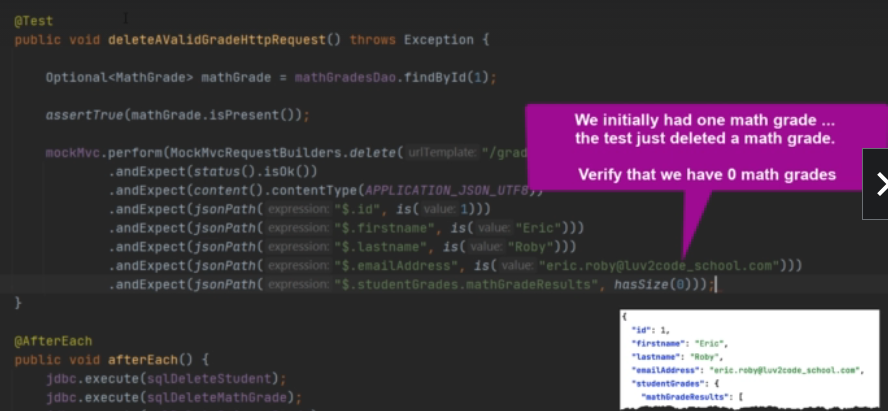 @Test
public void deleteAValidGradeHttpRequest() throws Exception {
Optional<MathGrade> mathGrade = mathGradesDao.findById(1);
assertTrue(mathGrade.isPresent());
mockMvc.perform(MockMvcRequestBuilders.delete( urlTemplate: "/grad
.andExpect(status().isOk())
.andExpect(content().contentType(APPLICATION_JSON_UTF8))
.andExpect(jsonPath( expression: "$.id", is( value: 1)))
.andExpect(jsonPath( expression: "$.firstname", is( value: "Eric")))
.andExpect(jsonPath( expression: "$.lastname", is( value: "Roby")))
.andExpect(jsonPath( expression: "$.emailAddress", is( value: "eric.roby@luv2code_school.com")))
.andExpect(jsonPath( expression: "$.studentGrades.mathGradeResults", hasSize(0)));
}
We initially had one math grade ...
the test just deleted a math grade.
Verify that we have 0 math grades
@AfterEach
public void afterEach() {
jdbc.execute(sqlDeleteStudent);
jdbc.execute(sqlDeleteMathGrade);
{
"id": 1,
"firstname": "Eric",
"lastname": "Roby",
"emailAddress": "eric.roby@luv2code_school.com",
"studentGrades": {
"mathGradeResults": [